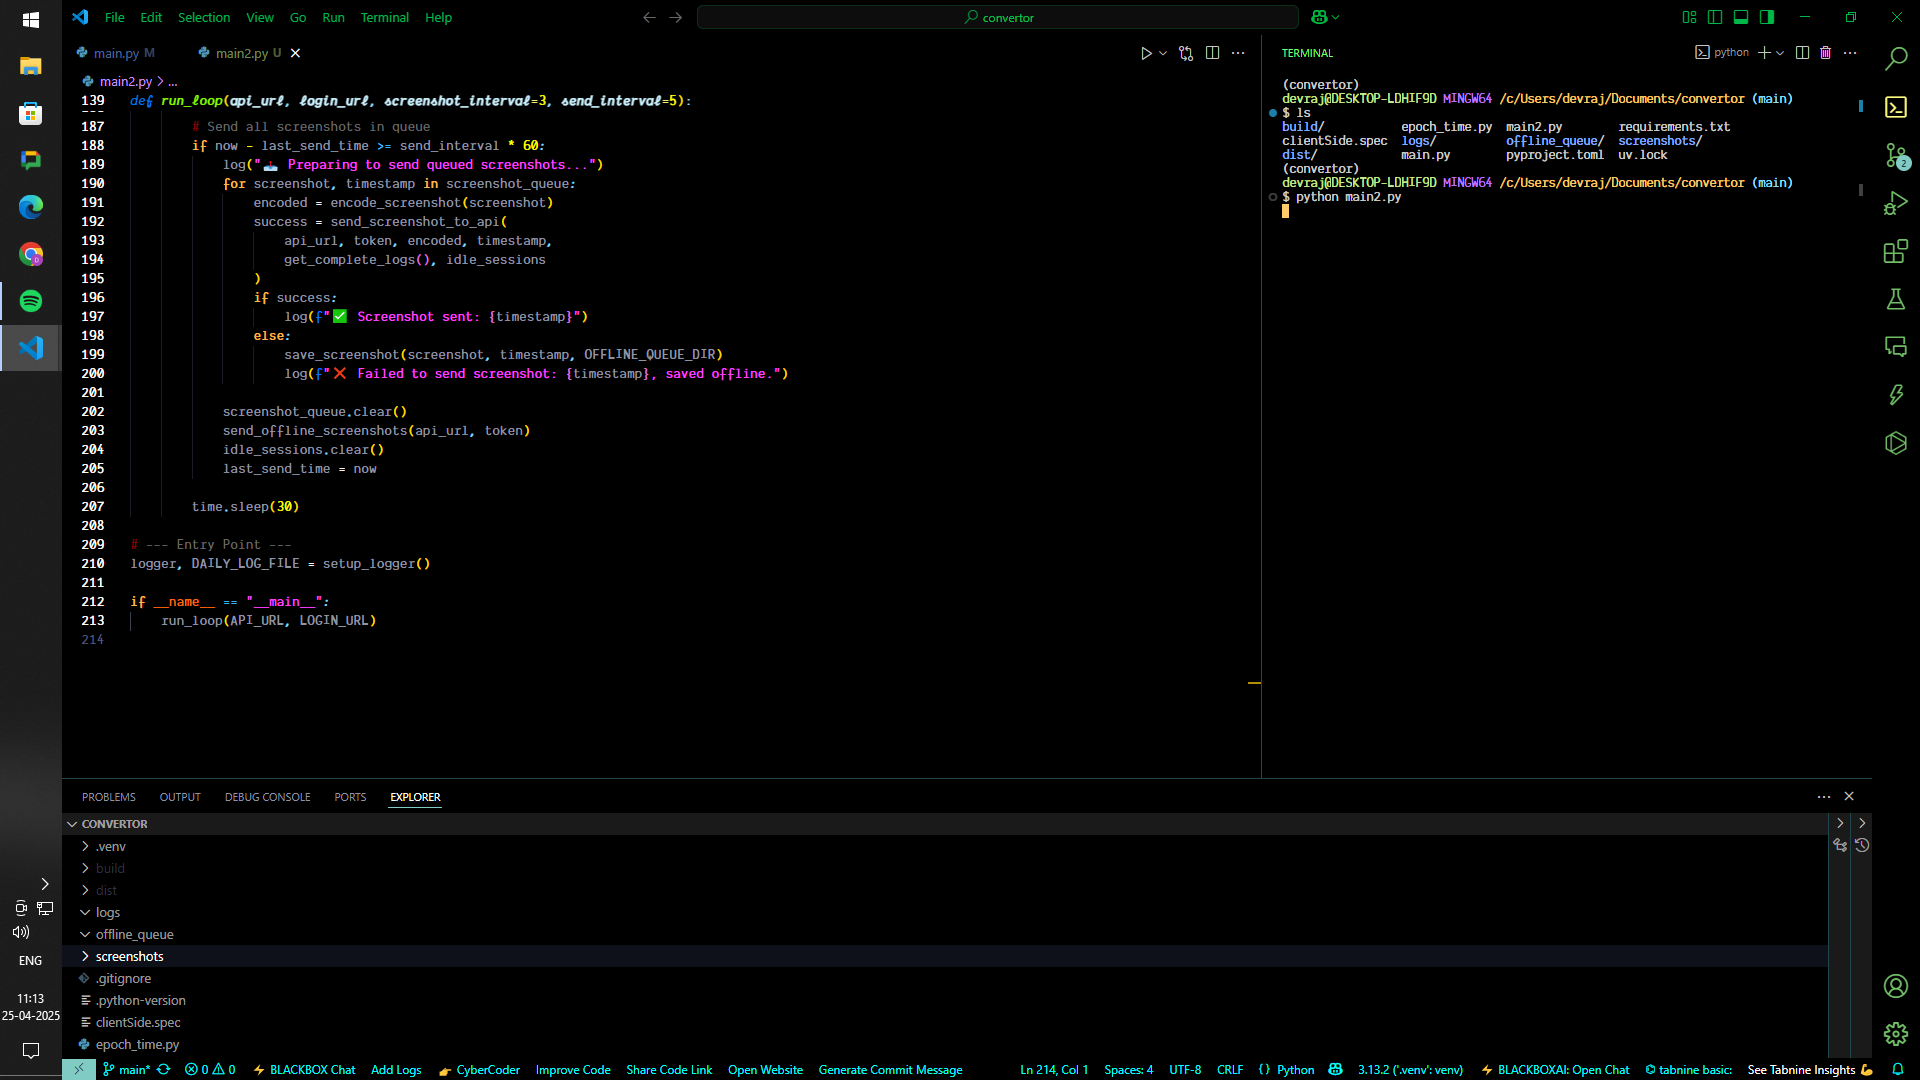 File Edit Selection View Go Run Terminal Help
convertor
main.py M
main2.py U
main2.py > ...
139 def run_loop(api_url, login_url, screenshot_interval=3, send_interval=5):
187 # Send all screenshots in queue
188 if now - last_send_time >= send_interval * 60:
189 log("📤 Preparing to send queued screenshots...")
190 for screenshot, timestamp in screenshot_queue:
191 encoded = encode_screenshot(screenshot)
192 success = send_screenshot_to_api(
193 api_url, token, encoded, timestamp,
194 get_complete_logs(), idle_sessions
195 )
196 if success:
197 log(f"✅ Screenshot sent: {timestamp}")
198 else:
199 save_screenshot(screenshot, timestamp, OFFLINE_QUEUE_DIR)
200 log(f"❌ Failed to send screenshot: {timestamp}, saved offline.")
201
202 screenshot_queue.clear()
203 send_offline_screenshots(api_url, token)
204 idle_sessions.clear()
205 last_send_time = now
206
207 time.sleep(30)
208
209 # --- Entry Point ---
210 logger, DAILY_LOG_FILE = setup_logger()
211
212 if __name__ == "__main__":
213 run_loop(API_URL, LOGIN_URL)
214
TERMINAL
python
(convertor)
devraj@DESKTOP-LDHIF9D MINGW64 /c/Users/devraj/Documents/convertor (main)
$ ls
build/ epoch_time.py main2.py requirements.txt
clientSide.spec logs/ offline_queue/ screenshots/
dist/ main.py pyproject.toml uv.lock
(convertor)
devraj@DESKTOP-LDHIF9D MINGW64 /c/Users/devraj/Documents/convertor (main)
$ python main2.py
2
PROBLEMS OUTPUT DEBUG CONSOLE PORTS EXPLORER
CONVERTOR
.venv
build
dist
logs
offline_queue
screenshots
.gitignore
.python-version
clientSide.spec
epoch_time.py
ENG
11:13
25-04-2025
main* 0 0 BLACKBOX Chat Add Logs CyberCoder Improve Code Share Code Link Open Website Generate Commit Message Ln 214, Col 1 Spaces: 4 UTF-8 CRLF {} Python 3.13.2 ('.venv': venv) BLACKBOXAI: Open Chat tabnine basic: See Tabnine Insights